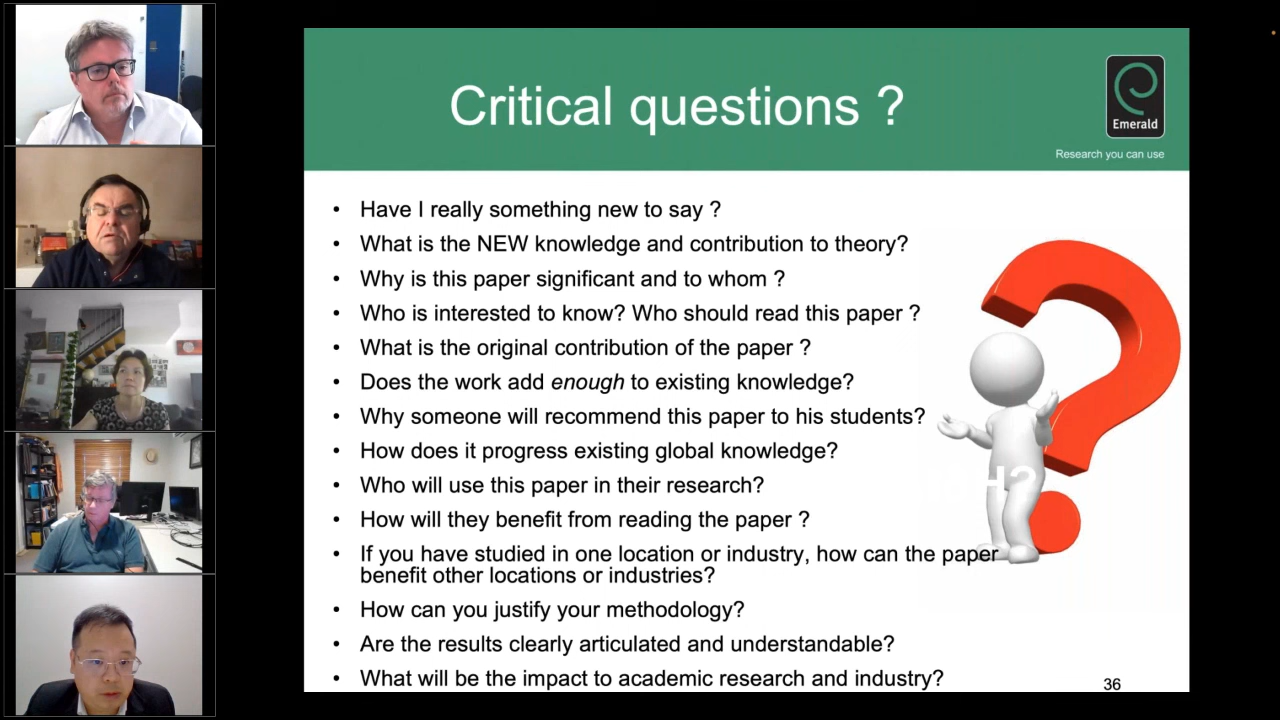 Critical questions ?
Emerald
Research you can use
• Have I really something new to say ?
• What is the NEW knowledge and contribution to theory?
• Why is this paper significant and to whom ?
• Who is interested to know? Who should read this paper ?
• What is the original contribution of the paper ?
• Does the work add enough to existing knowledge?
• Why someone will recommend this paper to his students?
• How does it progress existing global knowledge?
• Who will use this paper in their research?
• How will they benefit from reading the paper ?
• If you have studied in one location or industry, how can the paper
benefit other locations or industries?
• How can you justify your methodology?
• Are the results clearly articulated and understandable?
• What will be the impact to academic research and industry?
36